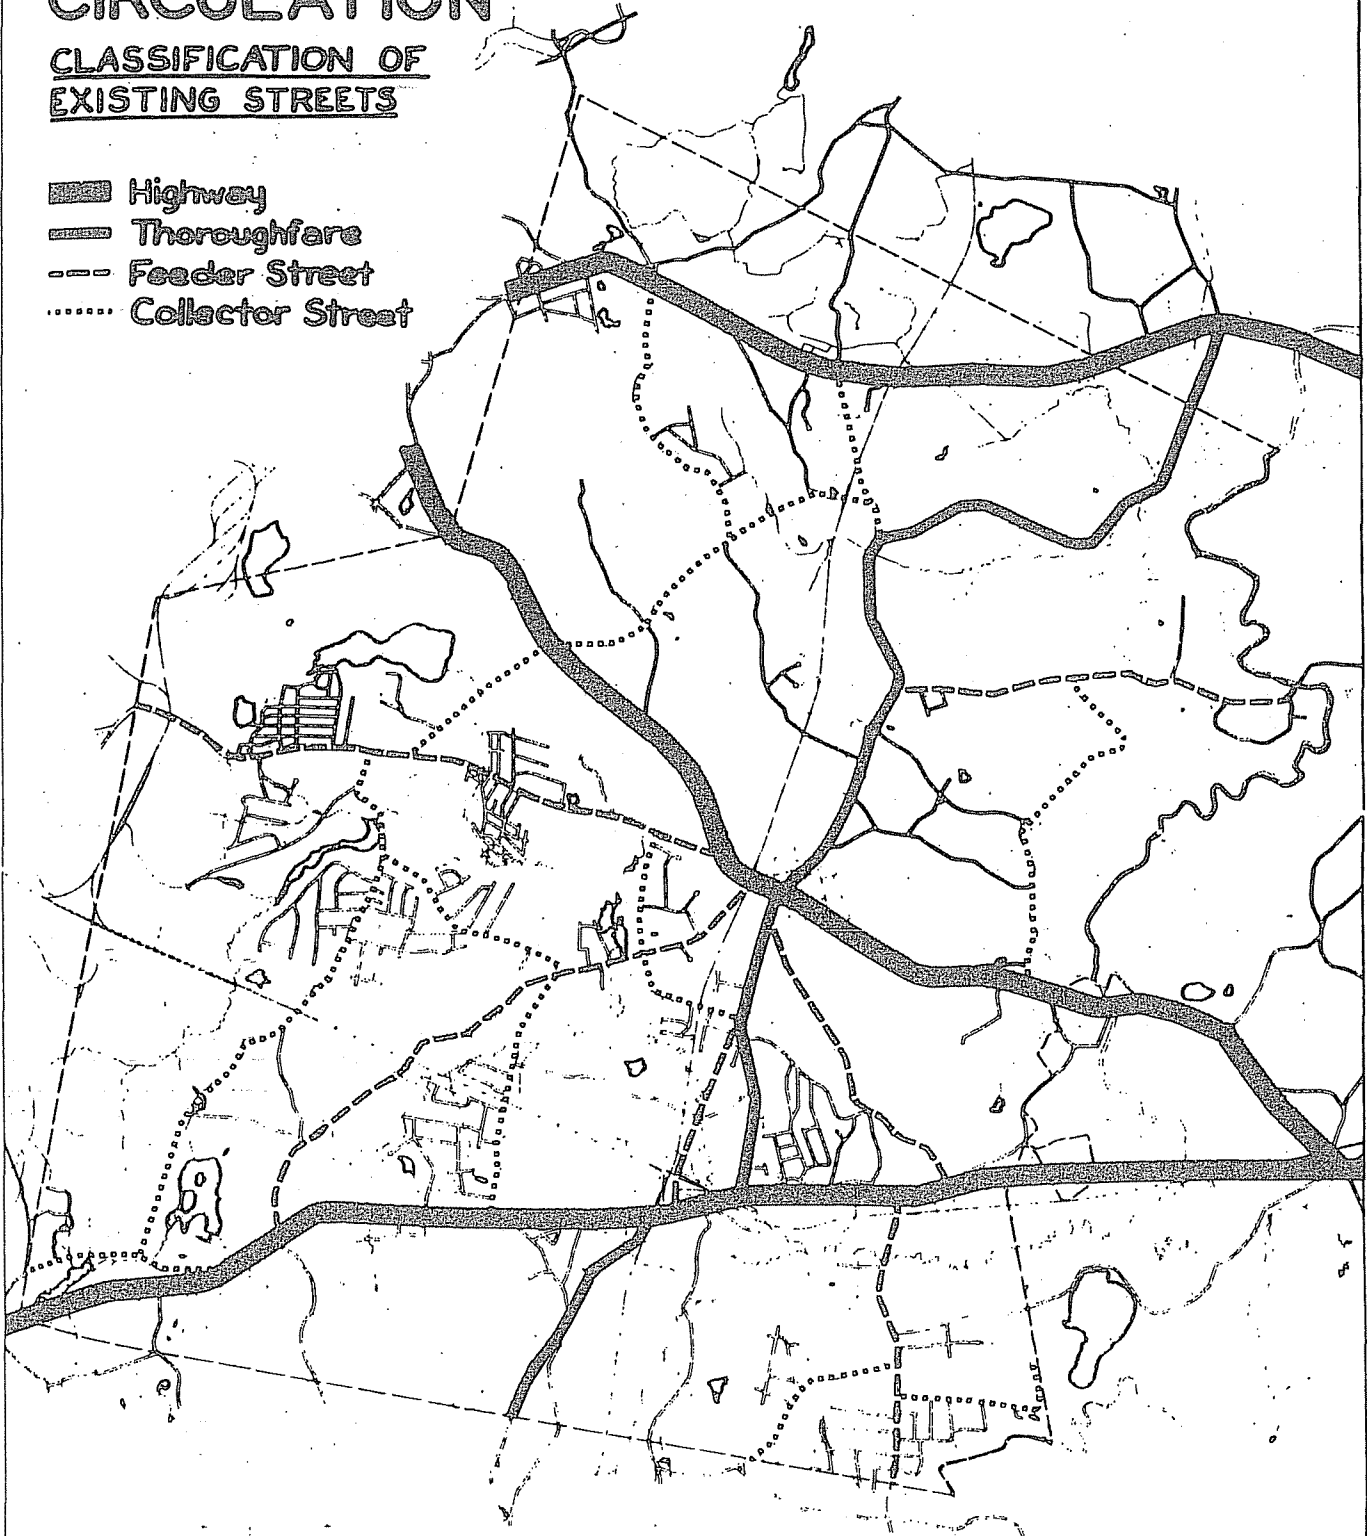 CIRCULATION
CLASSIFICATION OF
EXISTING STREETS
Highway
Thoroughfare
Feeder Street
Collector Street